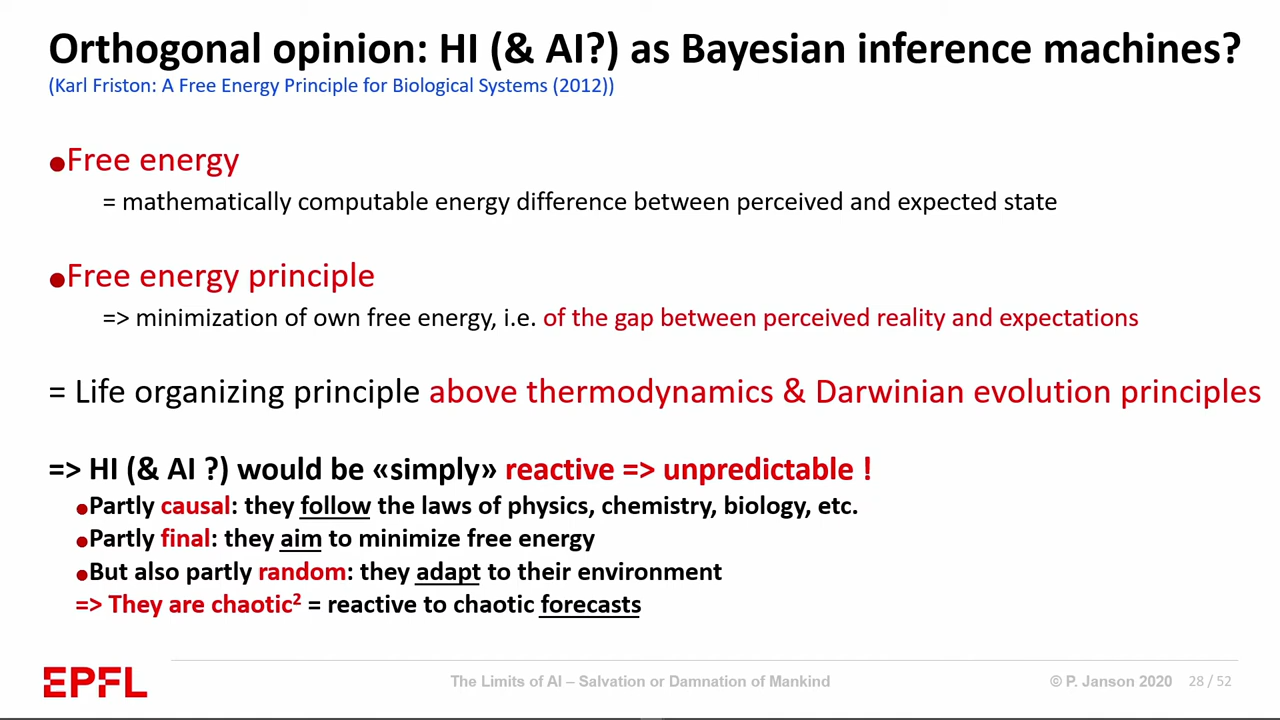 Orthogonal opinion: HI (& AI?) as Bayesian inference machines?
(Karl Friston: A Free Energy Principle for Biological Systems (2012))
●Free energy
= mathematically computable energy difference between perceived and expected state
●Free energy principle
=> minimization of own free energy, i.e. of the gap between perceived reality and expectations
= Life organizing principle above thermodynamics & Darwinian evolution principles
=> HI (& AI ?) would be «simply» reactive => unpredictable !
●Partly causal: they follow the laws of physics, chemistry, biology, etc.
●Partly final: they aim to minimize free energy
●But also partly random: they adapt to their environment
=> They are chaotic² = reactive to chaotic forecasts
EPFL
The Limits of AI – Salvation or Damnation of Mankind
© P. Janson 2020 28 / 52